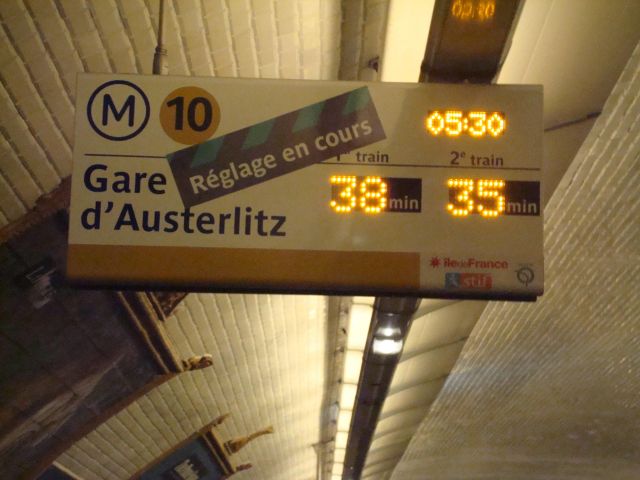 M 10
05:30
Réglage en cours
train
2e train
Gare
d'Austerlitz
38 min
35 min
îledeFrance
stif